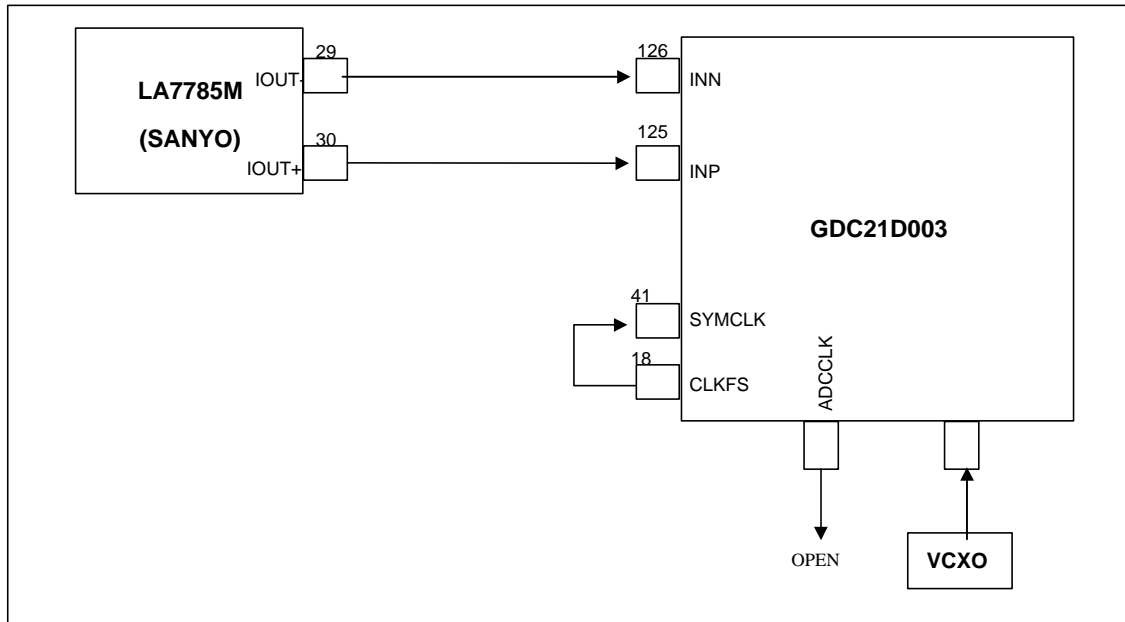 29
IOUT-
LA7785M
(SANYO)
30
IOUT+
126
INN
125
INP
GDC21D003
41
SYMCLK
18
CLKFS
ADCCLK
OPEN
VCXO